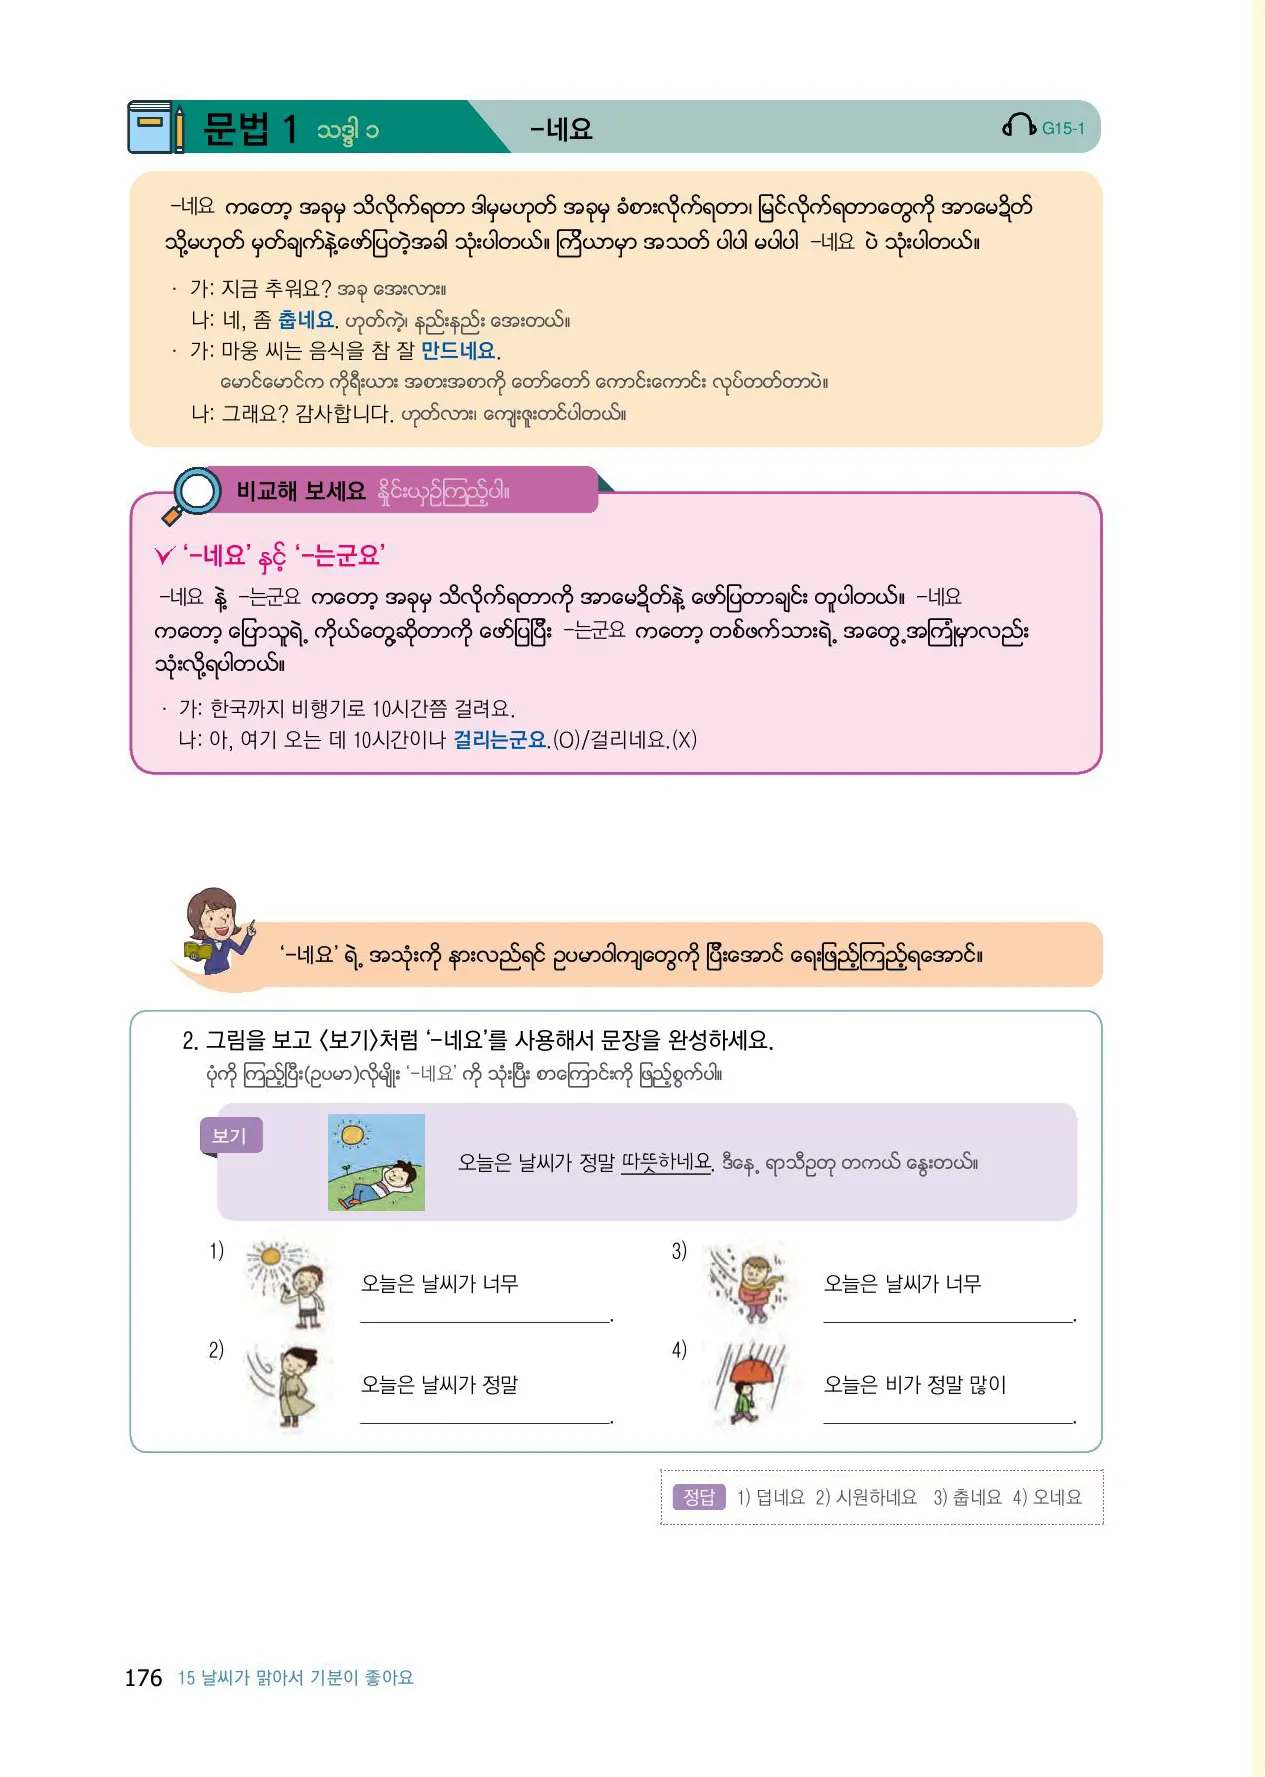 문법 1 သဒ္ဒါ ၁
-네요
G15-1
-네요 ကတော့ အခုမှ သိလိုက်ရတာ ဒါမှမဟုတ် အခုမှ ခံစားလိုက်ရတာ၊ မြင်လိုက်ရတာတွေကို အာမေဍိတ်
သို့မဟုတ် မှတ်ချက်နဲ့ဖော်ပြတဲ့အခါ သုံးပါတယ်။ ကြိယာမှာ အသတ် ပါပါ မပါပါ -네요 ပဲ သုံးပါတယ်။
· 가: 지금 추워요? အခု အေးလား။
나: 네, 좀 춥네요. ဟုတ်ကဲ့၊ နည်းနည်း အေးတယ်။
· 가: 마웅 씨는 음식을 참 잘 만드네요.
မောင်မောင်က ကိုရီးယား အစားအစာကို တော်တော် ကောင်းကောင်း လုပ်တတ်တာပဲ။
나: 그래요? 감사합니다. ဟုတ်လား၊ ကျေးဇူးတင်ပါတယ်။
비교해 보세요 နှိုင်းယှဉ်ကြည့်ပါ။
‘-네요’ နှင့် ‘-는군요’
-네요 နဲ့ -는군요 ကတော့ အခုမှ သိလိုက်ရတာကို အာမေဍိတ်နဲ့ ဖော်ပြတာချင်း တူပါတယ်။ -네요
ကတော့ ပြောသူရဲ့ ကိုယ်တွေ့ဆိုတာကို ဖော်ပြပြီး -는군요 ကတော့ တစ်ဖက်သားရဲ့ အတွေ့အကြုံမှာလည်း
သုံးလို့ရပါတယ်။
· 가: 한국까지 비행기로 10시간쯤 걸려요.
나: 아, 여기 오는 데 10시간이나 걸리는군요.(O)/걸리네요.(X)
‘-네요’ ရဲ့ အသုံးကို နားလည်ရင် ဥပမာဝါကျတွေကို ပြီးအောင် ရေးဖြည့်ကြည့်ရအောင်။
2. 그림을 보고 〈보기〉처럼 ‘-네요’를 사용해서 문장을 완성하세요.
ပုံကို ကြည့်ပြီး(ဥပမာ)လိုမျိုး ‘-네요’ ကို သုံးပြီး စာကြောင်းကို ဖြည့်စွက်ပါ။
보기
오늘은 날씨가 정말 따뜻하네요. ဒီနေ့ ရာသီဥတု တကယ် နွေးတယ်။
1)
오늘은 날씨가 너무
____________________.
2)
오늘은 날씨가 정말
____________________.
3)
오늘은 날씨가 너무
____________________.
4)
오늘은 비가 정말 많이
____________________.
정답 1) 덥네요 2) 시원하네요 3) 춥네요 4) 오네요
176 15 날씨가 맑아서 기분이 좋아요